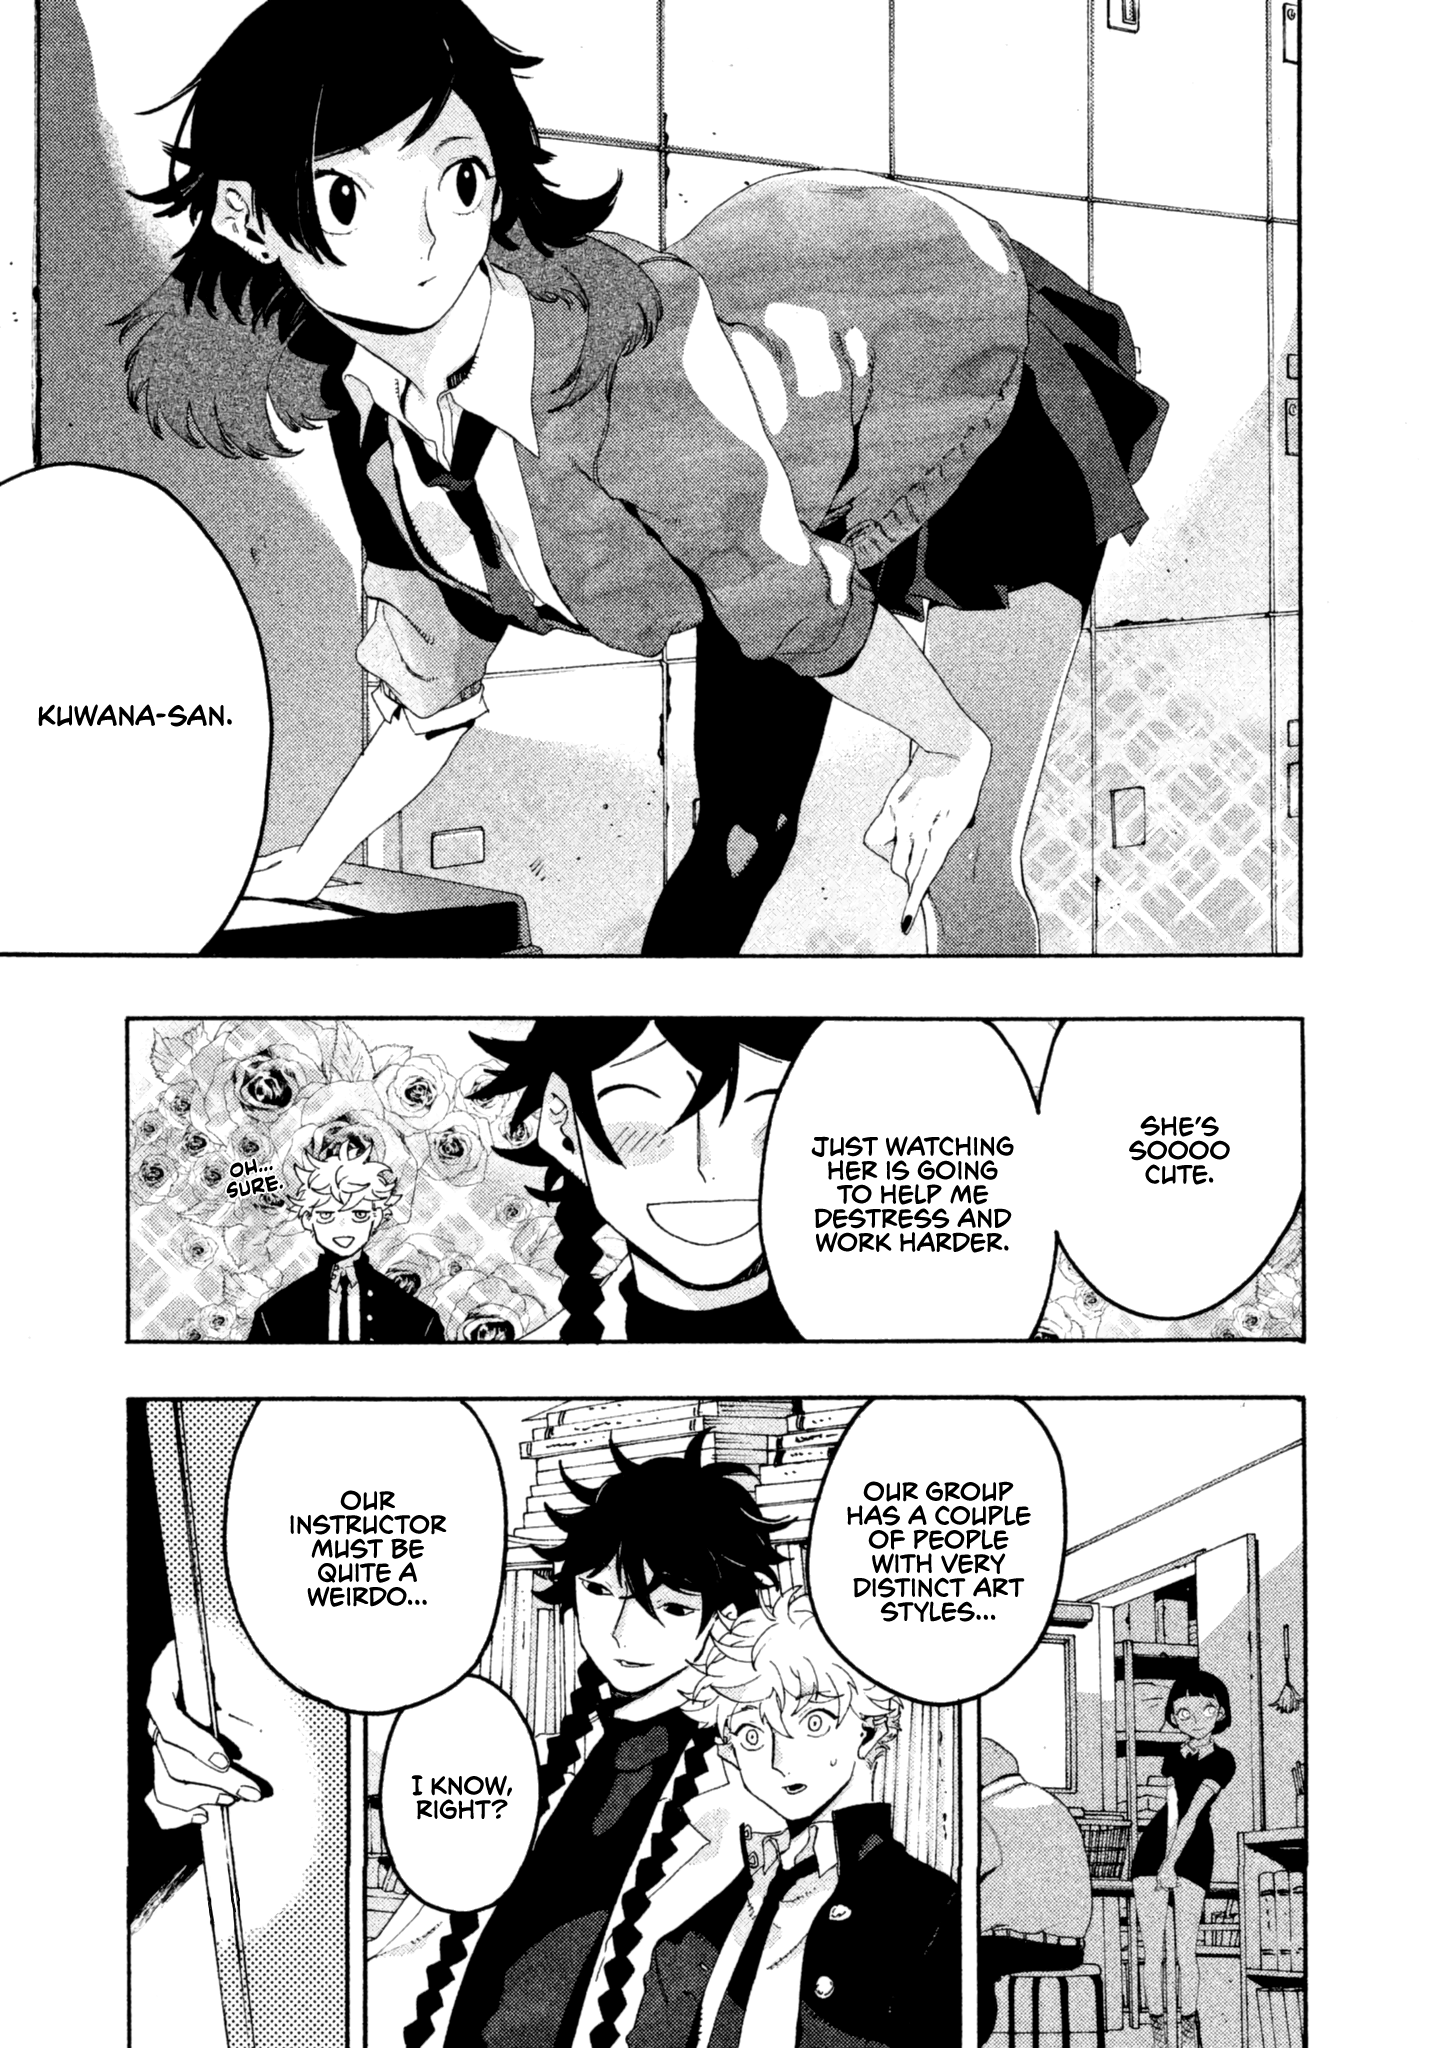 KUWANA-SAN.
SHE'S
SOOOO
CUTE.
JUST WATCHING
HER IS GOING
TO HELP ME
DESTRESS AND
WORK HARDER.
OH...
SURE.
OUR GROUP
HAS A COUPLE
OF PEOPLE
WITH VERY
DISTINCT ART
STYLES...
OUR
INSTRUCTOR
MUST BE
QUITE A
WEIRDO...
I KNOW,
RIGHT?